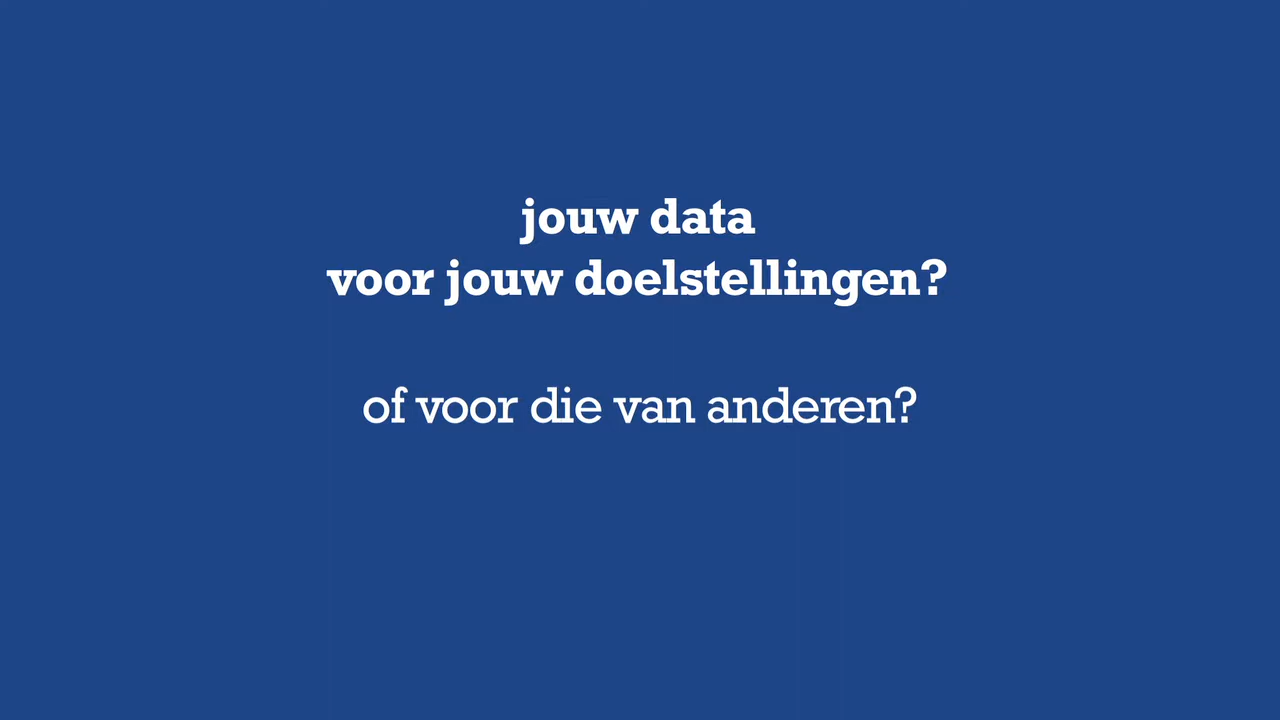 jouw data
voor jouw doelstellingen?
of voor die van anderen?